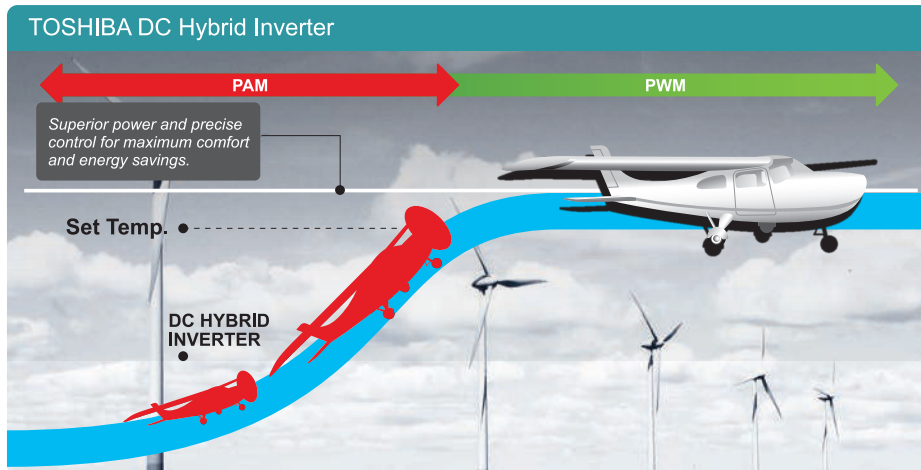 TOSHIBA DC Hybrid Inverter
PAM
PWM
Superior power and precise
control for maximum comfort
and energy savings.
Set Temp.
DC HYBRID
INVERTER